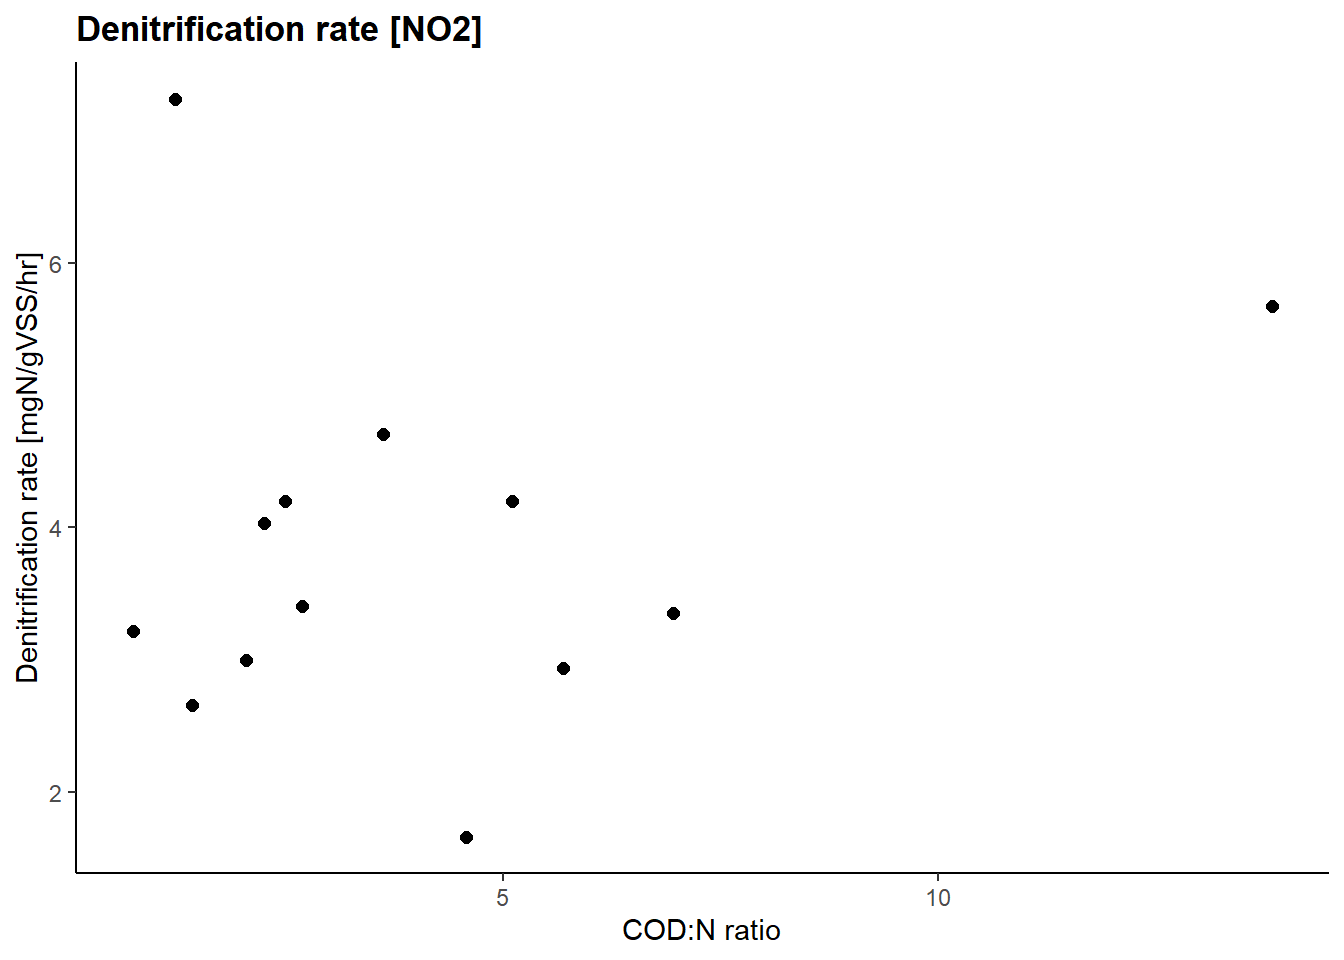 Denitrification rate [NO2]
Denitrification rate [mgN/gVSS/hr]
6
4
2
5
10
COD:N ratio